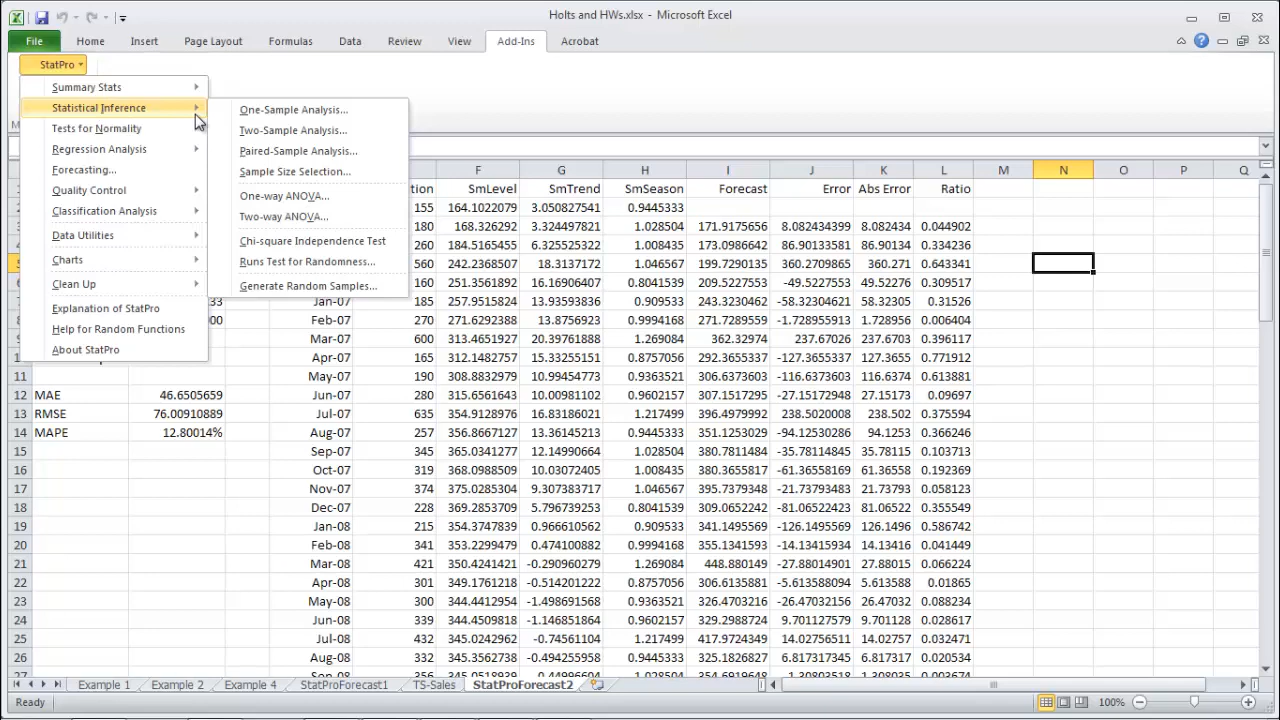 Holts and HWs.xlsx - Microsoft Excel
File Home Insert Page Layout Formulas Data Review View Add-Ins Acrobat
StatPro
Summary Stats
Statistical Inference
Tests for Normality
Regression Analysis
Forecasting...
Quality Control
Classification Analysis
Data Utilities
Charts
Clean Up
Explanation of StatPro
Help for Random Functions
About StatPro
One-Sample Analysis...
Two-Sample Analysis...
Paired-Sample Analysis...
Sample Size Selection...
One-way ANOVA...
Two-way ANOVA...
Chi-square Independence Test
Runs Test for Randomness...
Generate Random Samples...
F G H I J K L M N O P Q
tion SmLevel SmTrend SmSeason Forecast Error Abs Error Ratio
155 164.1022079 3.050827541 0.9445333
180 168.326292 3.324497821 1.028504 171.9175656 8.082434399 8.082434 0.044902
260 184.5165455 6.325525322 1.008435 173.0986642 86.90133581 86.90134 0.334236
560 242.2368507 18.3137172 1.046567 199.7290135 360.2709865 360.271 0.643341
160 251.3561892 16.16906407 0.8041539 209.5227553 -49.5227553 49.52276 0.30908
Jan-07 185 257.9515824 13.93593836 0.909533 243.3230462 -58.32304615 58.32305 0.31526
Feb-07 270 271.6292388 13.8756923 0.9994168 271.7289559 -1.728955913 1.728956 0.006404
Mar-07 600 313.4651927 20.39761888 1.269084 362.32974 237.67026 237.6703 0.396117
Apr-07 165 312.1482757 15.33255151 0.8757056 292.3655337 -127.3655337 127.3655 0.771912
11 May-07 190 308.8832979 10.99454773 0.9363521 306.6373603 -116.6373603 116.6374 0.613881
12 MAE 46.6505659 Jun-07 280 315.6561564 10.00981102 0.9602157 307.1517295 -27.15172948 27.15173 0.09697
13 RMSE 76.00910889 Jul-07 635 354.9128976 16.83186021 1.217499 396.4979992 238.5020008 238.502 0.375594
14 MAPE 12.80014% Aug-07 257 356.8667127 13.36145213 0.9445333 351.1253029 -94.12530286 94.1253 0.366246
15 Sep-07 345 365.0341277 12.14990664 1.028504 380.7811484 -35.78114845 35.78115 0.103713
16 Oct-07 319 368.0988509 10.03072405 1.008435 380.3655817 -61.36558168 61.36558 0.192369
17 Nov-07 374 375.0285314 9.307383717 1.046567 395.7379348 -21.73793483 21.73793 0.058123
18 Dec-07 228 369.2853709 5.796739253 0.8041539 309.0652242 -81.06522423 81.06522 0.355549
19 Jan-08 215 354.3747839 0.966610562 0.909533 341.1495569 -126.1495569 126.1496 0.586742
20 Feb-08 341 353.2299479 0.474100882 0.9994168 355.1341593 -14.13415934 14.13416 0.041449
21 Mar-08 421 350.4241421 -0.290960279 1.269084 448.880149 -27.88014901 27.88015 0.066224
22 Apr-08 301 349.1761218 -0.514201222 0.8757056 306.6135881 -5.613588094 5.613588 0.01865
23 May-08 300 344.4412954 -1.498691568 0.9363521 326.4703216 -26.47032156 26.47032 0.088234
24 Jun-08 339 344.4509818 -1.146851864 0.9602157 329.2988724 9.701127579 9.701128 0.028617
25 Jul-08 432 345.0242962 -0.74561104 1.217499 417.9724349 14.02756511 14.02757 0.032471
26 Aug-08 332 345.3562738 -0.494255958 0.9445333 325.1826827 6.817317345 6.817317 0.020534
Example 1 Example 2 Example 4 StatProForecast1 TS-Sales StatProForecast2
Ready 100%